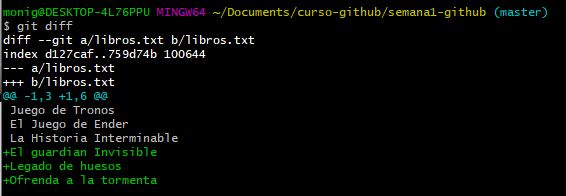 monig@DESKTOP-4L76PPU MINGW64 ~/Documents/curso-github/semana1-github (master)
$ git diff
diff --git a/libros.txt b/libros.txt
index d127caf..759d74b 100644
--- a/libros.txt
+++ b/libros.txt
@@ -1,3 +1,6 @@
 Juego de Tronos
 El Juego de Ender
 La Historia Interminable
+El guardian Invisible
+Legado de huesos
+Ofrenda a la tormenta